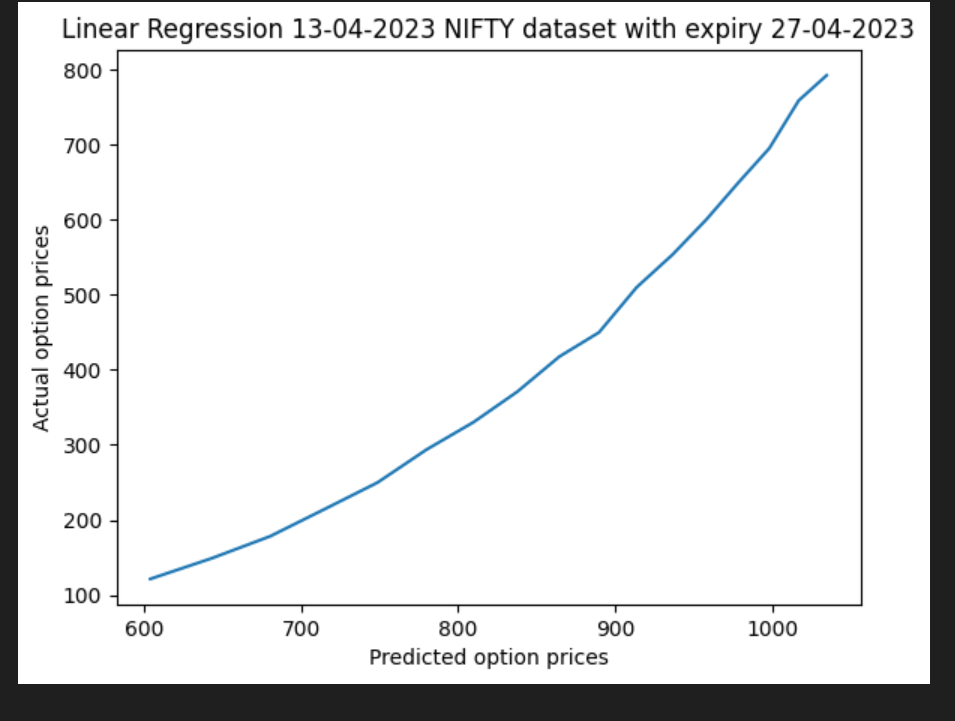 Linear Regression 13-04-2023 NIFTY dataset with expiry 27-04-2023
800
700
600
500
400
300
200
100
Actual option prices
600 700 800 900 1000
Predicted option prices